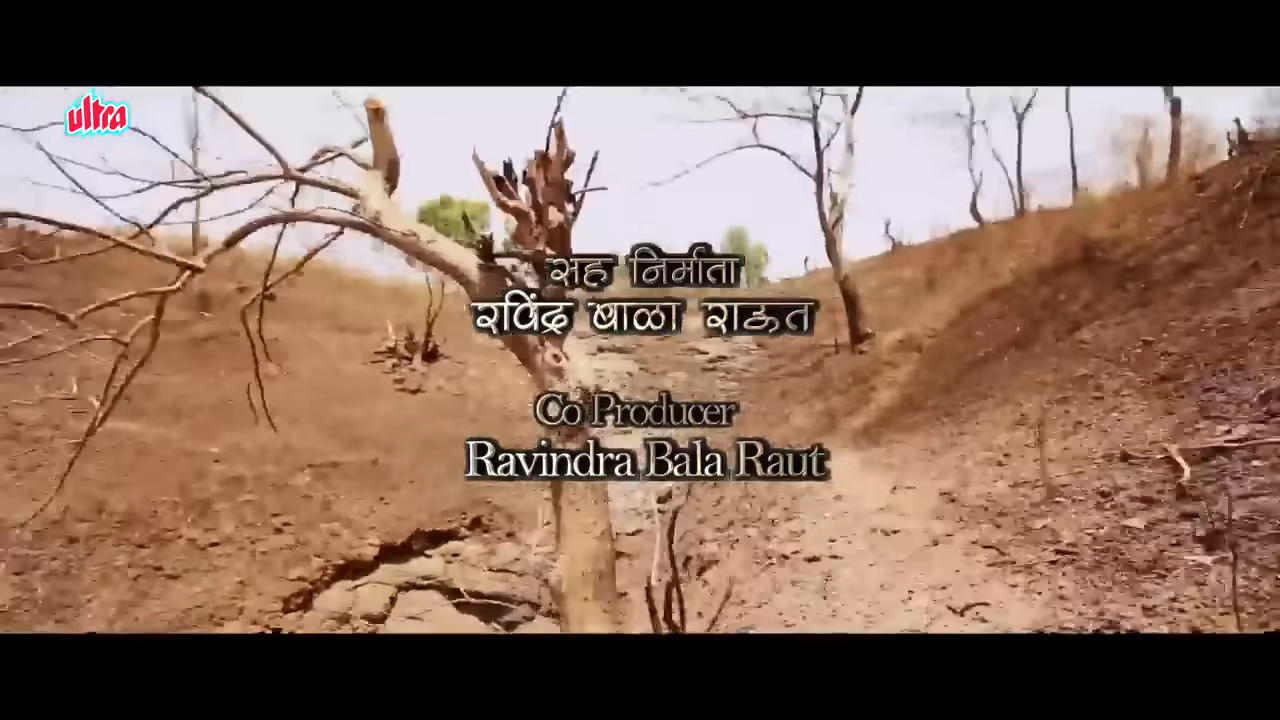 ultra
सह निर्माता
रविंद्र बाळा राऊत
Co Producer
Ravindra Bala Raut